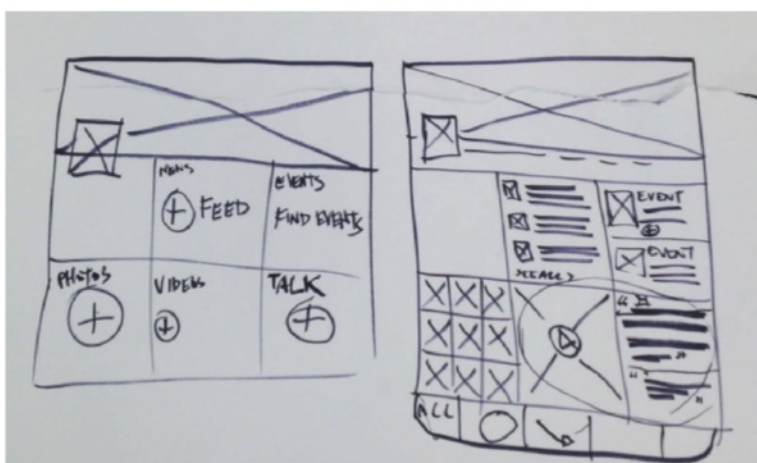 NEWS
FEED
EVENTS
FIND EVENTS
PHOTOS
VIDEOS
TALK
EVENT
EVENT
ALL